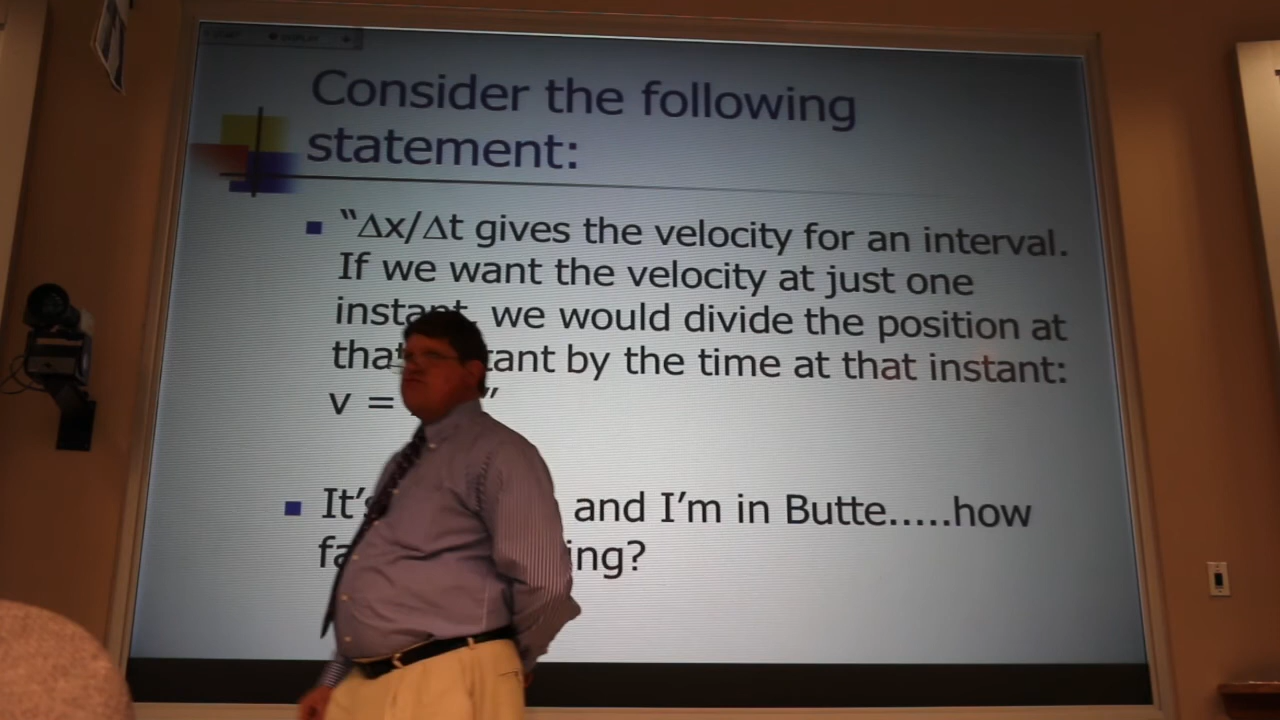 Consider the following
statement:
“Δx/Δt gives the velocity for an interval.
If we want the velocity at just one
we would divide the position at
by the time at that instant:
v = ”
It’s and I’m in Butte.....how